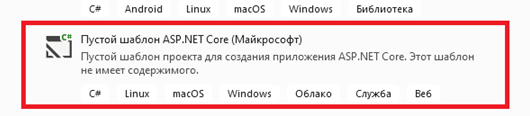 C# Android Linux macOS Windows Библиотека
C#
Пустой шаблон ASP.NET Core (Майкрософт)
Пустой шаблон проекта для создания приложения ASP.NET Core. Этот шаблон
не имеет содержимого.
C# Linux macOS Windows Облако Служба Веб